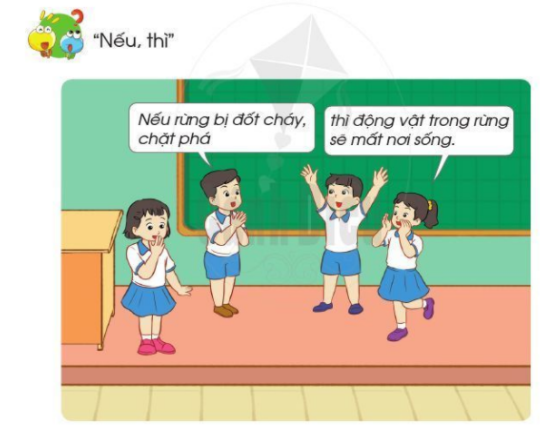 “Nếu, thì”
Nếu rừng bị đốt cháy,
chặt phá
thì động vật trong rừng
sẽ mất nơi sống.